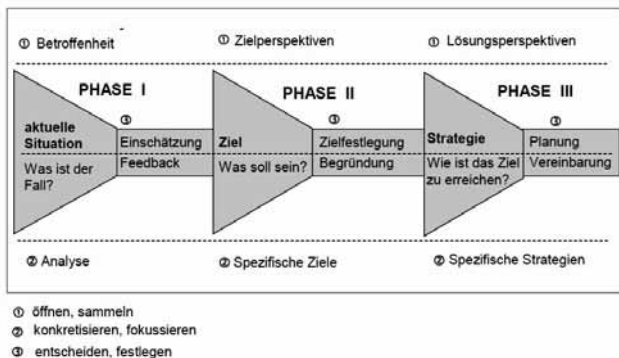 ① Betroffenheit
① Zielperspektiven
① Lösungsperspektiven
PHASE I
PHASE II
PHASE III
③
③
③
aktuelle
Situation
Was ist der
Fall?
Einschätzung
Feedback
Ziel
Was soll sein?
Zielfestlegung
Begründung
Strategie
Wie ist das Ziel
zu erreichen?
Planung
Vereinbarung
② Analyse
② Spezifische Ziele
② Spezifische Strategien
① öffnen, sammeln
② konkretisieren, fokussieren
③ entscheiden, festlegen